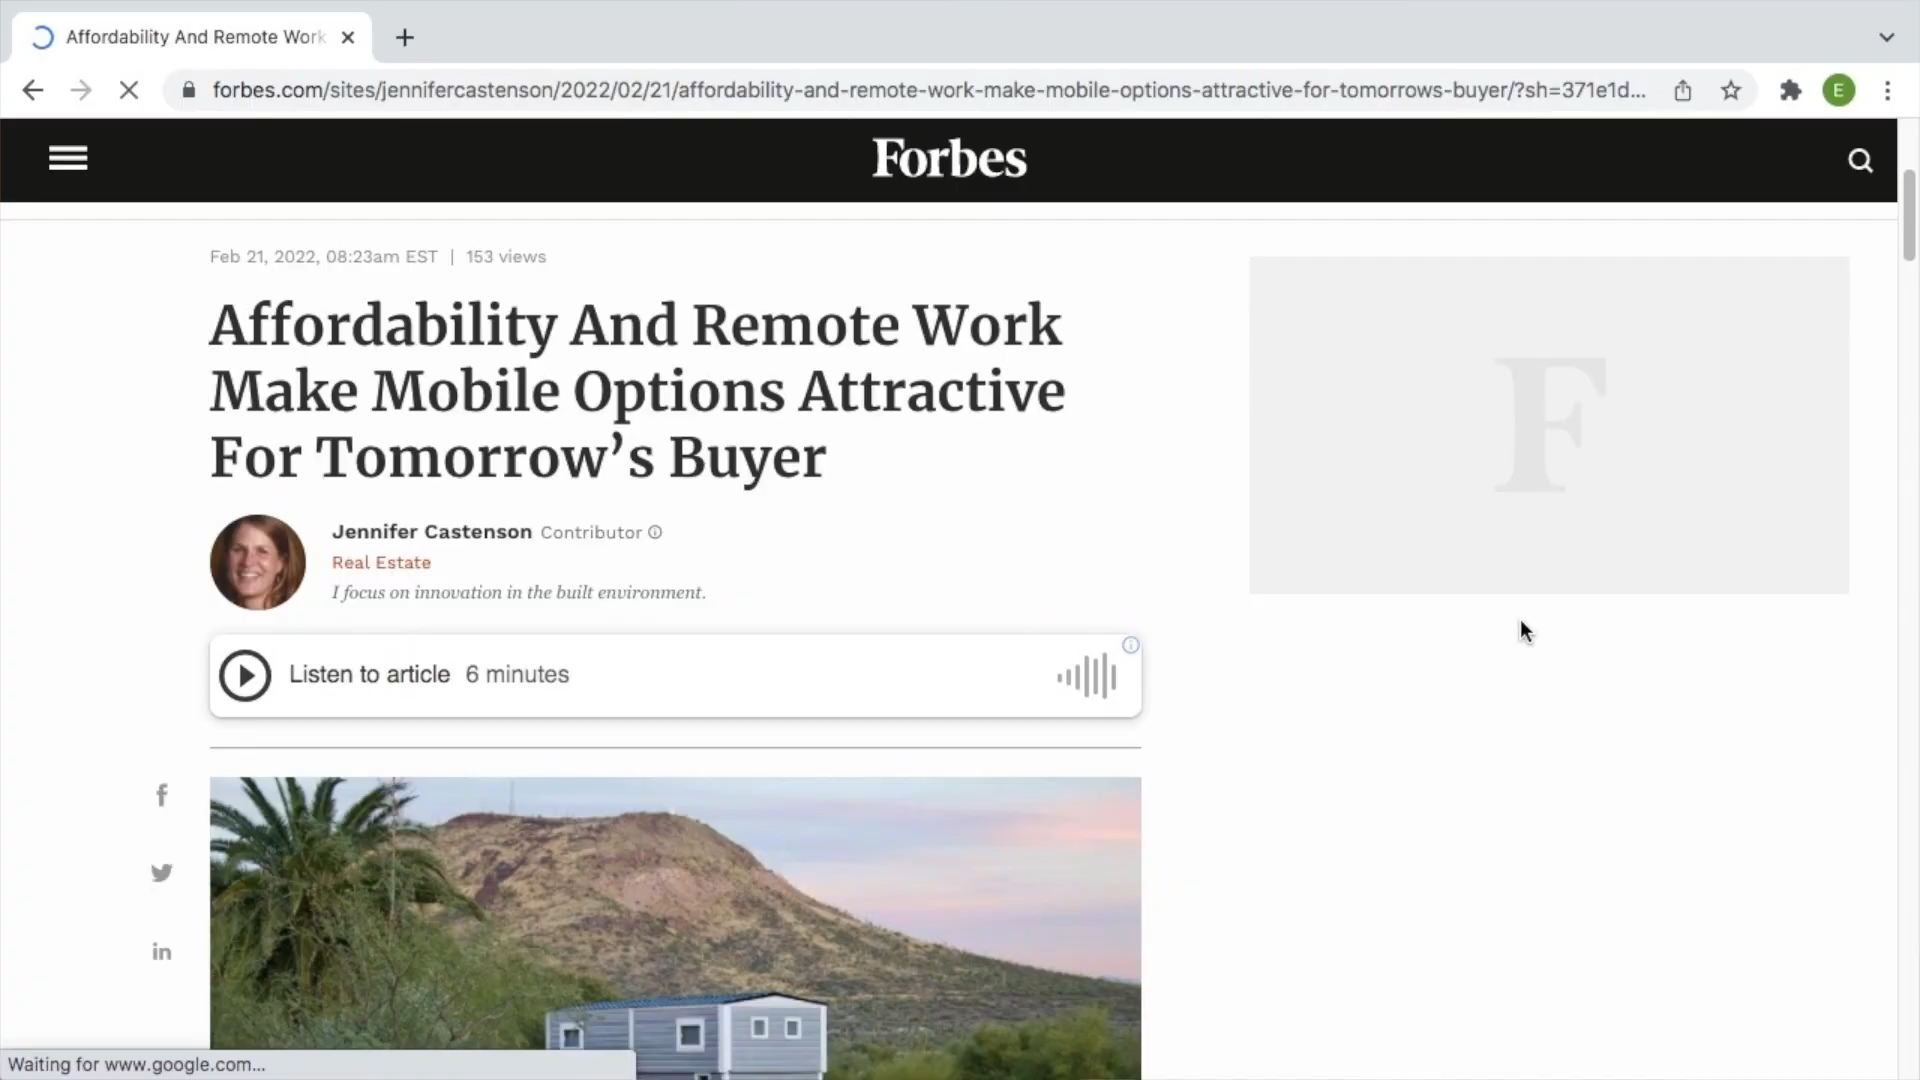 Affordability And Remote Work
forbes.com/sites/jennifercastenson/2022/02/21/affordability-and-remote-work-make-mobile-options-attractive-for-tomorrows-buyer/?sh=371e1d...
E
Forbes
Feb 21, 2022, 08:23am EST | 153 views
Affordability And Remote Work
Make Mobile Options Attractive
For Tomorrow’s Buyer
F
Jennifer Castenson Contributor
Real Estate
I focus on innovation in the built environment.
Listen to article 6 minutes
f
in
Waiting for www.google.com...